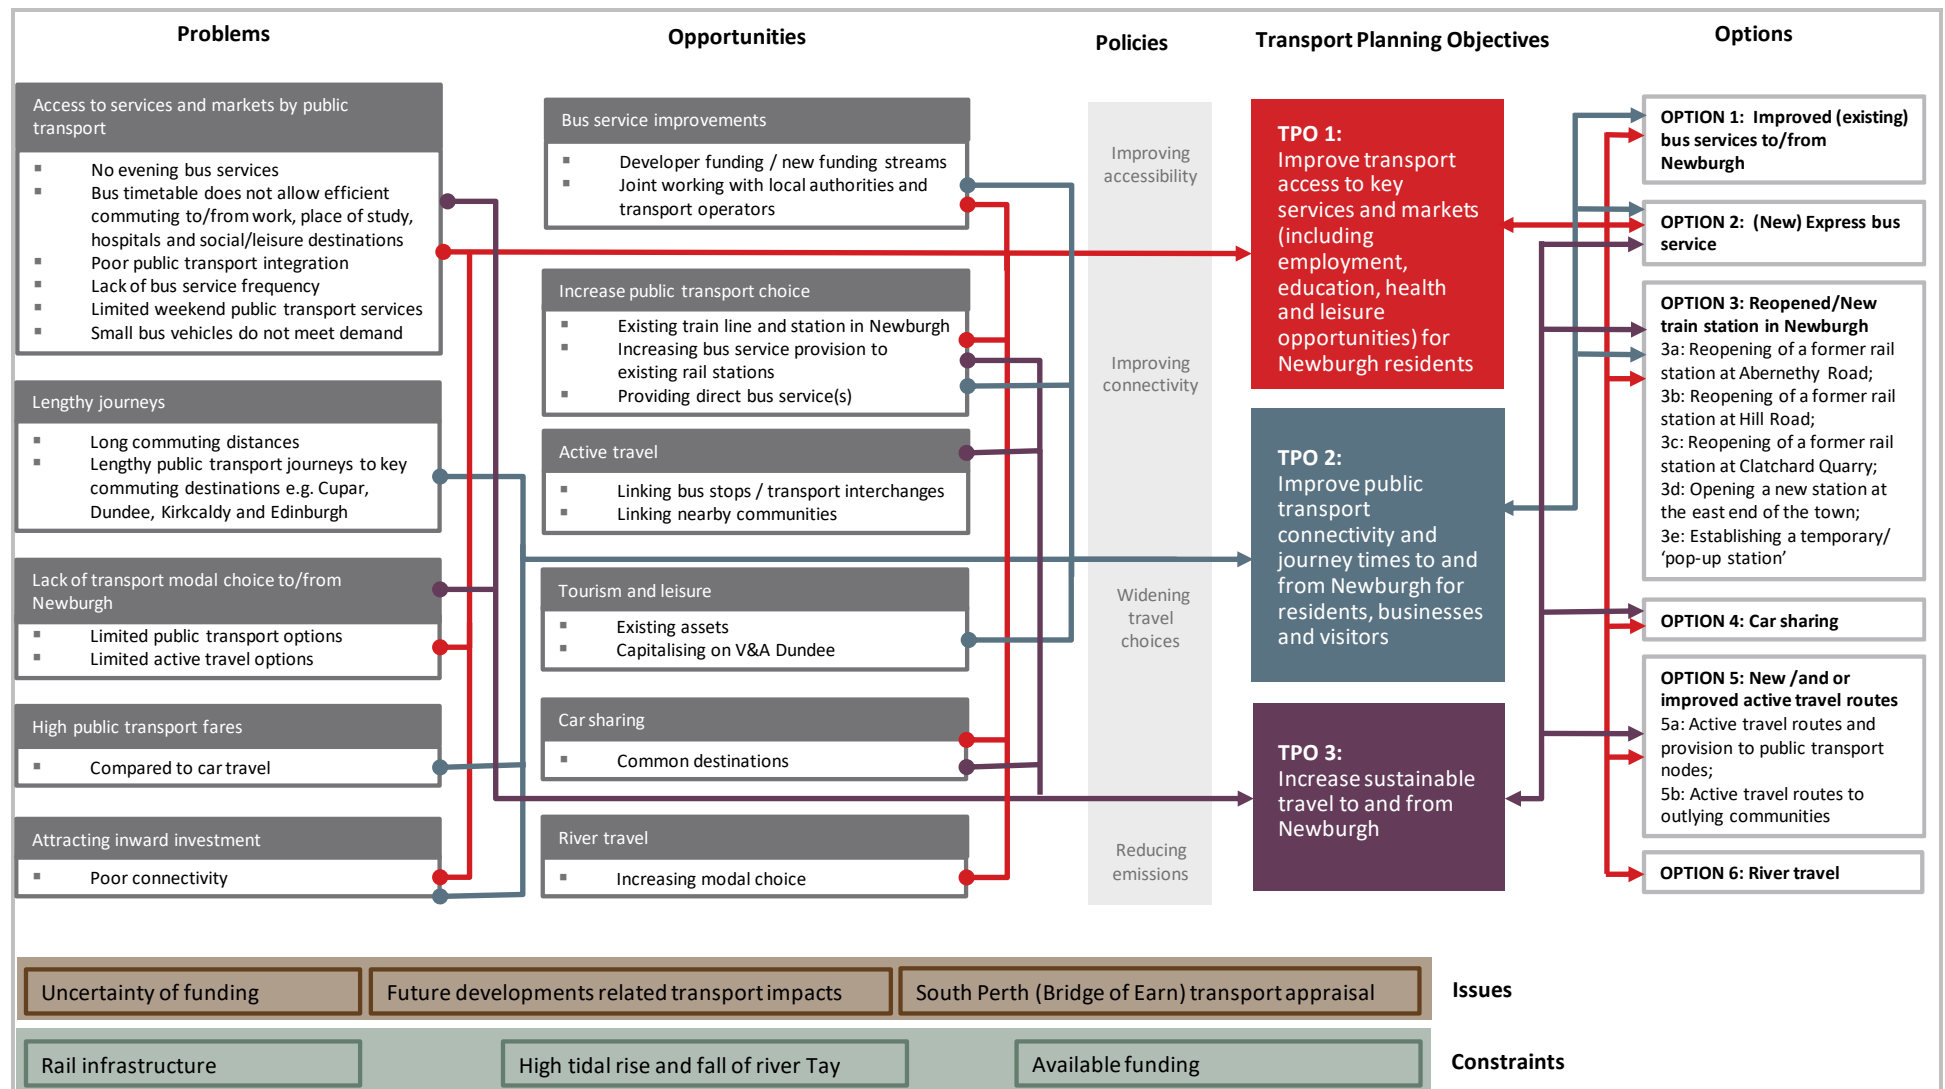 Problems
Opportunities
Policies
Transport Planning Objectives
Options
Access to services and markets by public
transport
▪ No evening bus services
▪ Bus timetable does not allow efficient
commuting to/from work, place of study,
hospitals and social/leisure destinations
▪ Poor public transport integration
▪ Lack of bus service frequency
▪ Limited weekend public transport services
▪ Small bus vehicles do not meet demand
Lengthy journeys
▪ Long commuting distances
▪ Lengthy public transport journeys to key
commuting destinations e.g. Cupar,
Dundee, Kirkcaldy and Edinburgh
Lack of transport modal choice to/from
Newburgh
▪ Limited public transport options
▪ Limited active travel options
High public transport fares
▪ Compared to car travel
Attracting inward investment
▪ Poor connectivity
Bus service improvements
▪ Developer funding / new funding streams
▪ Joint working with local authorities and
transport operators
Increase public transport choice
▪ Existing train line and station in Newburgh
▪ Increasing bus service provision to
existing rail stations
▪ Providing direct bus service(s)
Active travel
▪ Linking bus stops / transport interchanges
▪ Linking nearby communities
Tourism and leisure
▪ Existing assets
▪ Capitalising on V&A Dundee
Car sharing
▪ Common destinations
River travel
▪ Increasing modal choice
Improving
accessibility
Improving
connectivity
Widening
travel
choices
Reducing
emissions
TPO 1:
Improve transport
access to key
services and markets
(including
employment,
education, health
and leisure
opportunities) for
Newburgh residents
TPO 2:
Improve public
transport
connectivity and
journey times to and
from Newburgh for
residents, businesses
and visitors
TPO 3:
Increase sustainable
travel to and from
Newburgh
OPTION 1: Improved (existing)
bus services to/from
Newburgh
OPTION 2: (New) Express bus
service
OPTION 3: Reopened/New
train station in Newburgh
3a: Reopening of a former rail
station at Abernethy Road;
3b: Reopening of a former rail
station at Hill Road;
3c: Reopening of a former rail
station at Clatchard Quarry;
3d: Opening a new station at
the east end of the town;
3e: Establishing a temporary/
‘pop-up station’
OPTION 4: Car sharing
OPTION 5: New /and or
improved active travel routes
5a: Active travel routes and
provision to public transport
nodes;
5b: Active travel routes to
outlying communities
OPTION 6: River travel
Uncertainty of funding
Future developments related transport impacts
South Perth (Bridge of Earn) transport appraisal
Issues
Rail infrastructure
High tidal rise and fall of river Tay
Available funding
Constraints